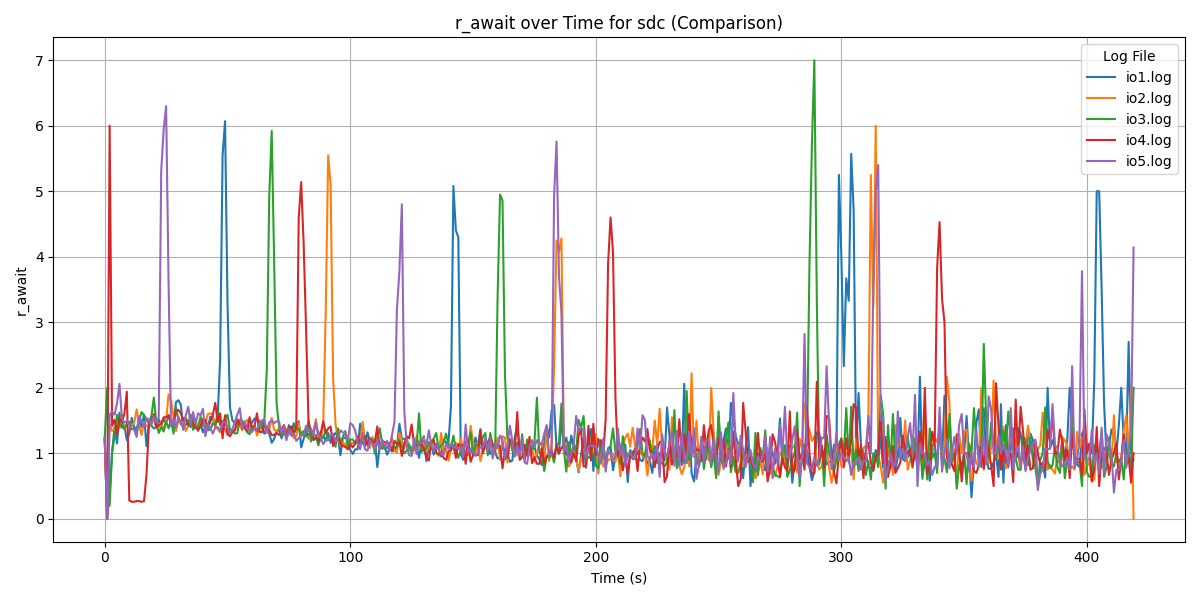 r_await over Time for sdc (Comparison)
r_await
7
6
5
4
3
2
1
0
0 100 200 300 400
Time (s)
Log File
io1.log
io2.log
io3.log
io4.log
io5.log